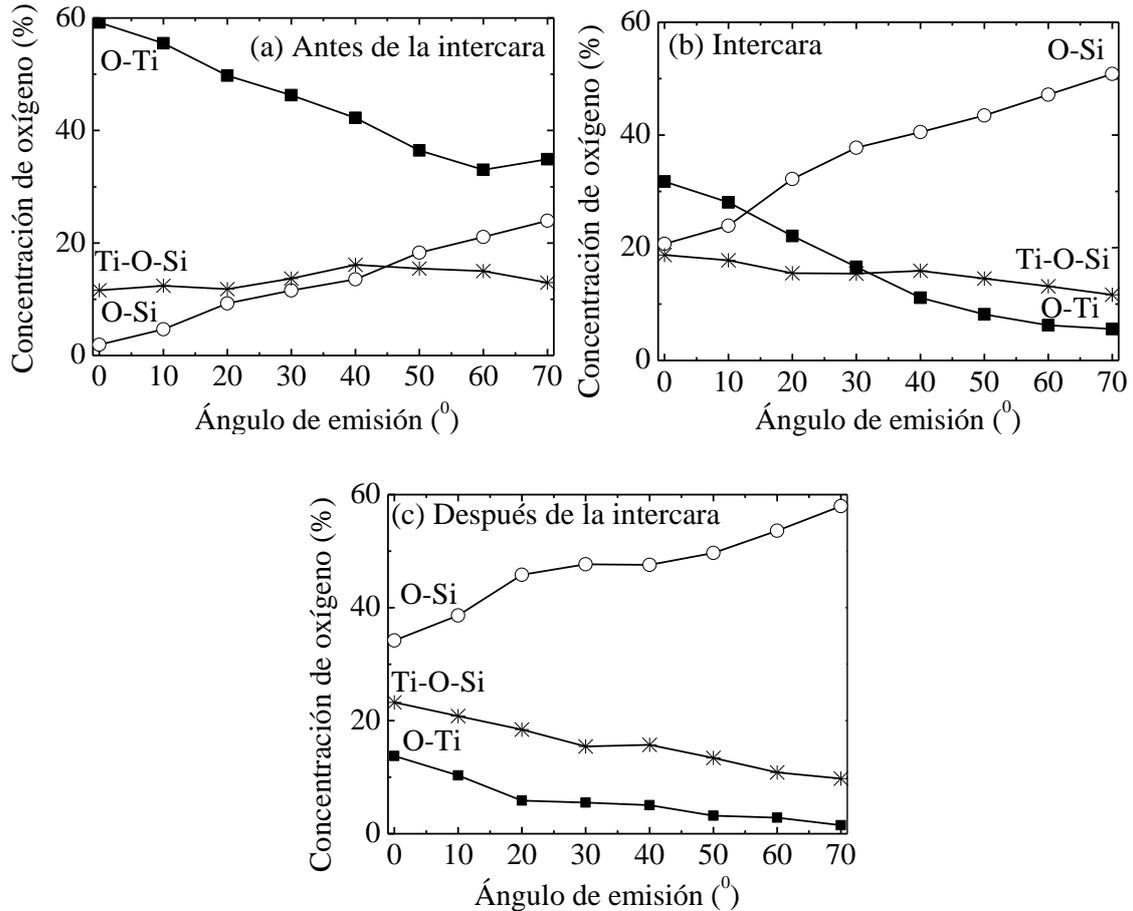 (a) Antes de la intercara
Concentración de oxígeno (%)
60
40
20
0
O-Ti
Ti-O-Si
O-Si
0 10 20 30 40 50 60 70
Ángulo de emisión (⁰)
(b) Intercara
Concentración de oxígeno (%)
60
40
20
0
O-Si
Ti-O-Si
O-Ti
0 10 20 30 40 50 60 70
Ángulo de emisión (⁰)
(c) Después de la intercara
Concentración de oxígeno (%)
60
40
20
0
O-Si
Ti-O-Si
O-Ti
0 10 20 30 40 50 60 70
Ángulo de emisión (⁰)